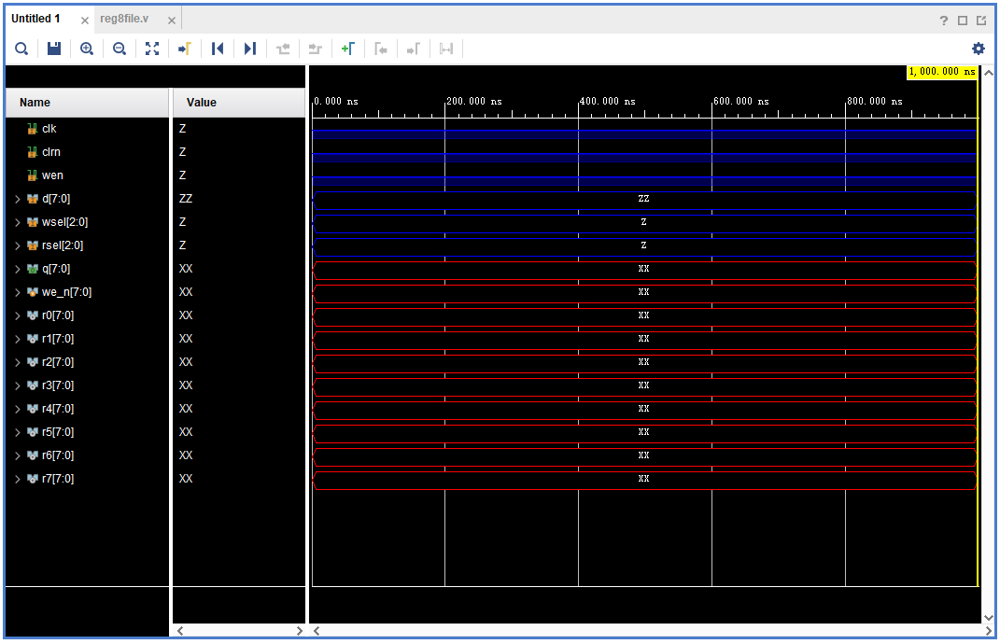 Untitled 1 × reg8file.v ×
?
1,000.000 ns
Name Value
0.000 ns 200.000 ns 400.000 ns 600.000 ns 800.000 ns
clk Z
clrn Z
wen Z
d[7:0] ZZ ZZ
wsel[2:0] Z Z
rsel[2:0] Z Z
q[7:0] XX XX
we_n[7:0] XX XX
r0[7:0] XX XX
r1[7:0] XX XX
r2[7:0] XX XX
r3[7:0] XX XX
r4[7:0] XX XX
r5[7:0] XX XX
r6[7:0] XX XX
r7[7:0] XX XX